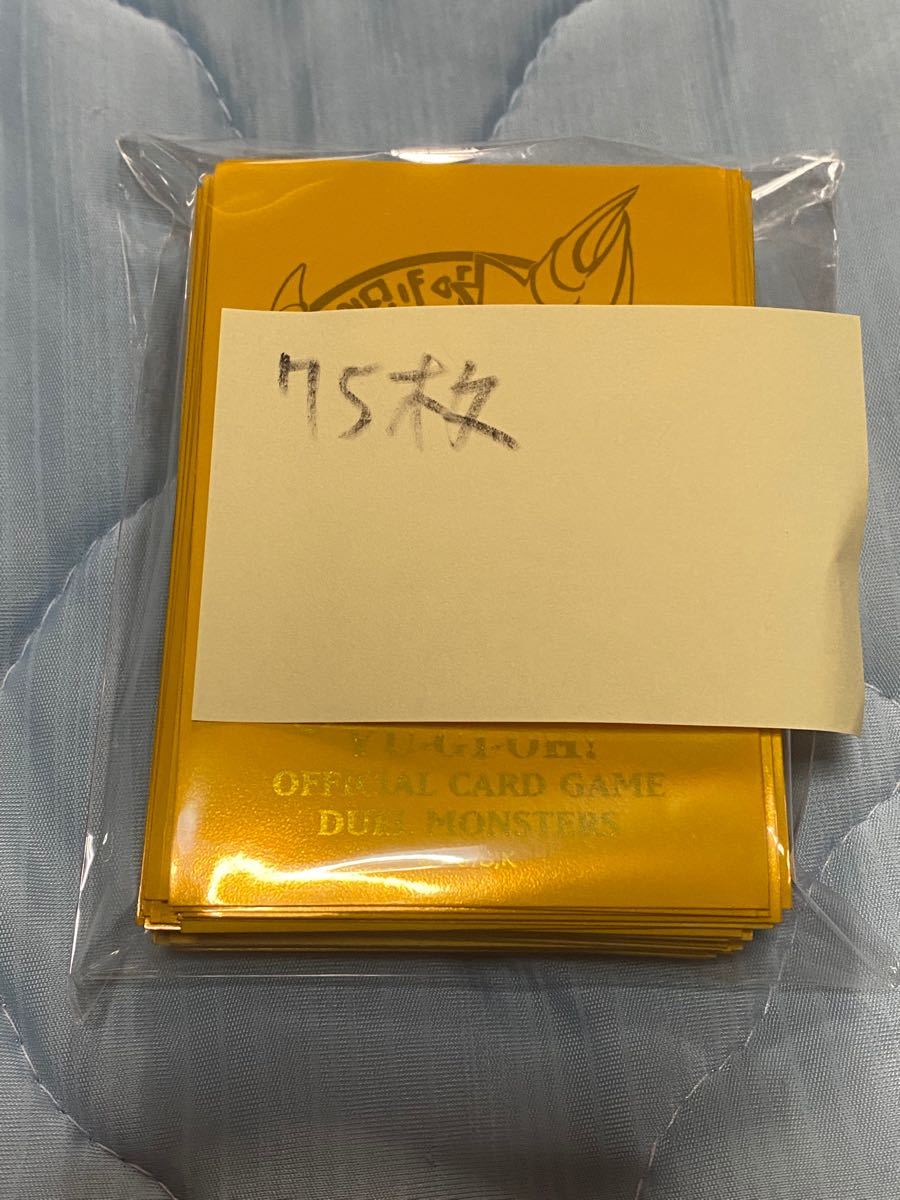 75枚
YU-GI-OH!
OFFICIAL CARD GAME
DUEL MONSTERS